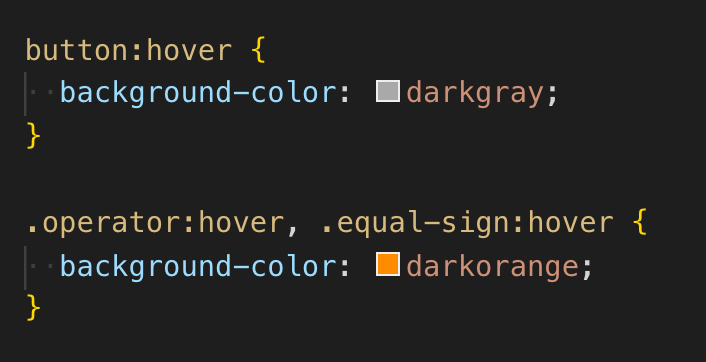 button:hover {
  background-color: darkgray;
}

.operator:hover, .equal-sign:hover {
  background-color: darkorange;
}